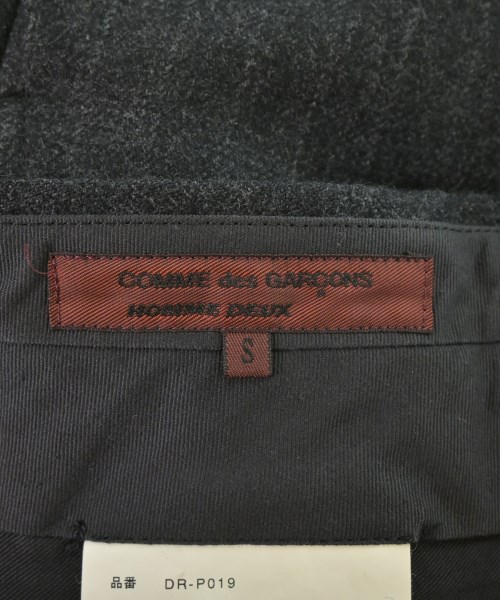 COMME des GARÇONS
HOMME DEUX
S
品番 DR-P019